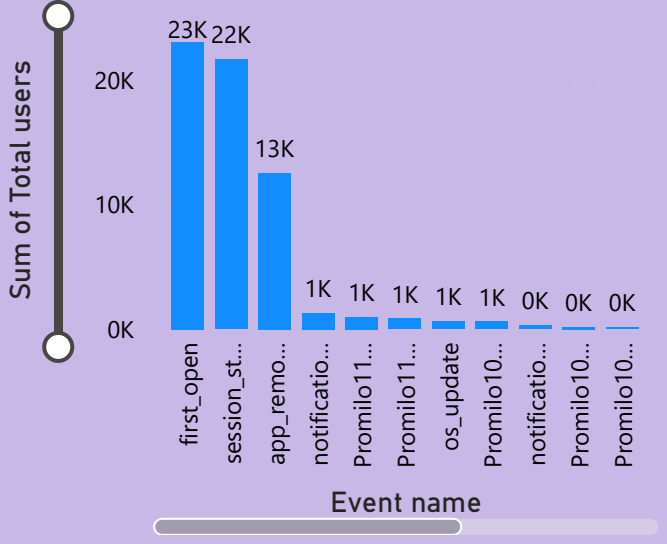 Sum of Total users
20K
10K
0K
23K
22K
13K
1K
1K
1K
1K
1K
0K
0K
0K
first_open
session_st...
app_remo...
notificatio...
Promilo11...
Promilo11...
os_update
Promilo10...
notificatio...
Promilo10...
Promilo10...
Event name